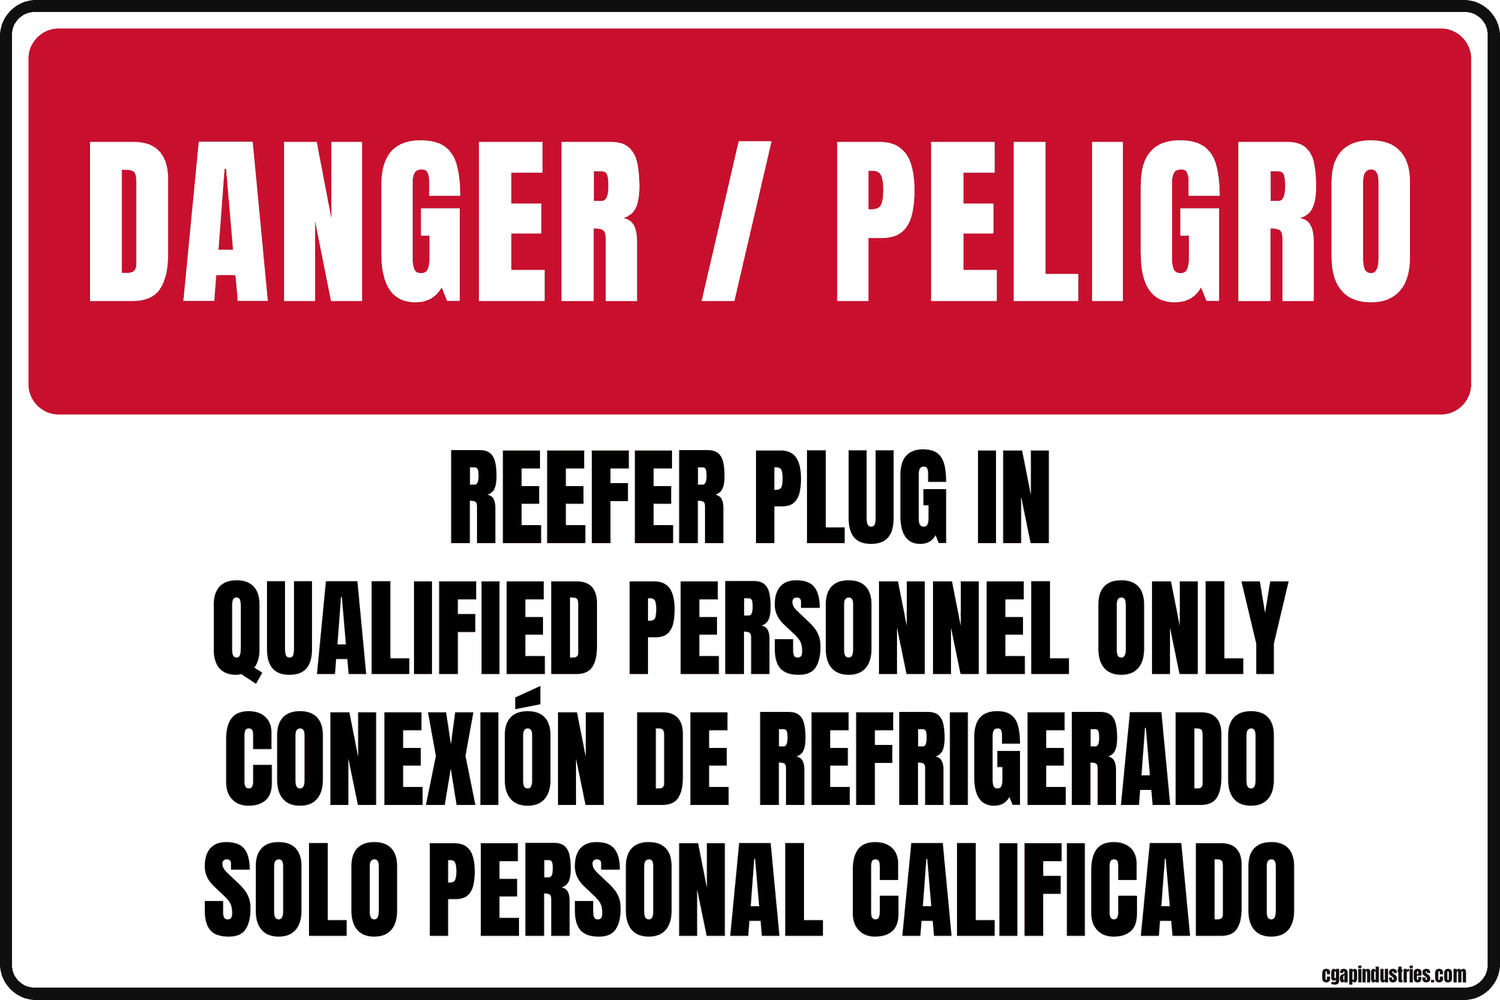 DANGER / PELIGRO
REEFER PLUG IN
QUALIFIED PERSONNEL ONLY
CONEXIÓN DE REFRIGERADO
SOLO PERSONAL CALIFICADO
cgapindustries.com